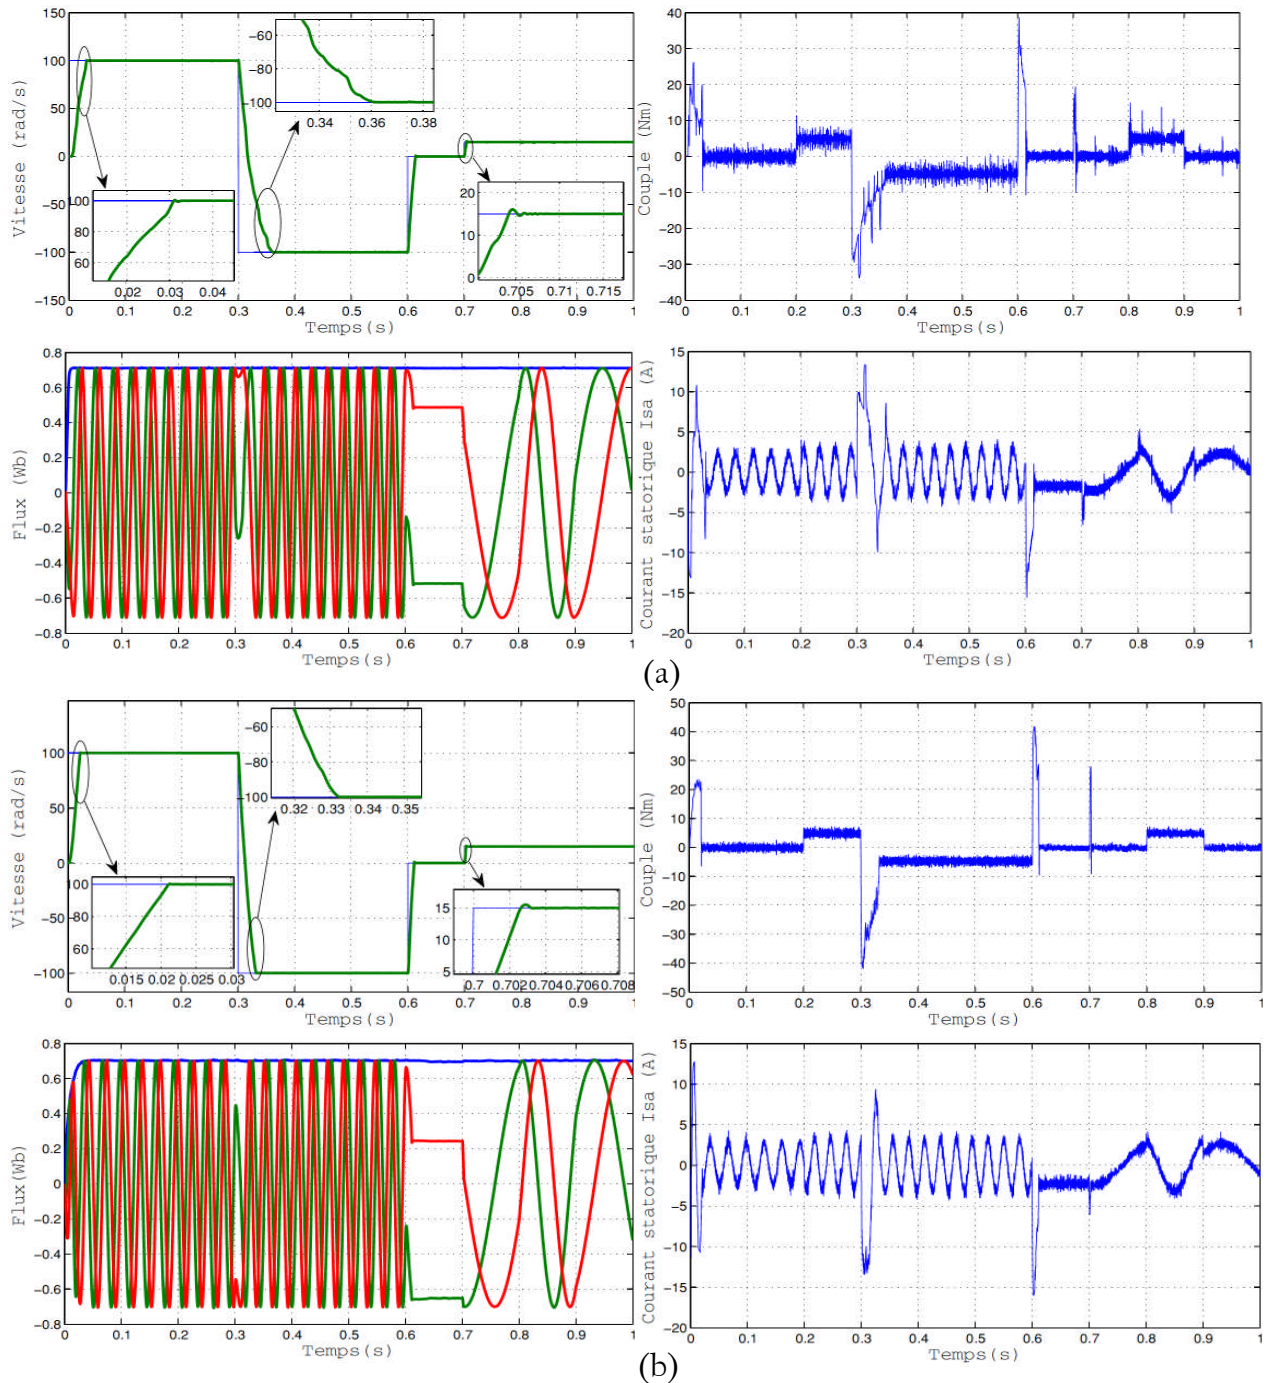 150
100
50
0
−50
−100
−150
Vitesse (rad/s)
0 0.1 0.2 0.3 0.4 0.5 0.6 0.7 0.8 0.9 1
Temps(s)
−60
−80
−100
0.34 0.36 0.38
100
80
60
0.02 0.03 0.04
20
15
10
5
0
0.705 0.71 0.715
40
30
20
10
0
−10
−20
−30
−40
Couple (Nm)
0 0.1 0.2 0.3 0.4 0.5 0.6 0.7 0.8 0.9 1
Temps(s)
0.8
0.6
0.4
0.2
0
−0.2
−0.4
−0.6
−0.8
Flux (Wb)
0 0.1 0.2 0.3 0.4 0.5 0.6 0.7 0.8 0.9 1
Temps(s)
15
10
5
0
−5
−10
−15
−20
Courant statorique Isa (A)
0 0.1 0.2 0.3 0.4 0.5 0.6 0.7 0.8 0.9 1
Temps(s)
(a)
100
50
0
−50
−100
Vitesse (rad/s)
0 0.1 0.2 0.3 0.4 0.5 0.6 0.7 0.8 0.9 1
Temps(s)
−60
−80
−100
0.32 0.33 0.34 0.35
100
80
60
0.015 0.02 0.025 0.03
15
10
5
0.7 0.702 0.704 0.706 0.708
50
40
30
20
10
0
−10
−20
−30
−40
−50
Couple (Nm)
0 0.1 0.2 0.3 0.4 0.5 0.6 0.7 0.8 0.9 1
Temps(s)
0.8
0.6
0.4
0.2
0
−0.2
−0.4
−0.6
−0.8
Flux(Wb)
0 0.1 0.2 0.3 0.4 0.5 0.6 0.7 0.8 0.9 1
Temps(s)
15
10
5
0
−5
−10
−15
−20
Courant statorique Isa (A)
0 0.1 0.2 0.3 0.4 0.5 0.6 0.7 0.8 0.9 1
Temps(s)
(b)